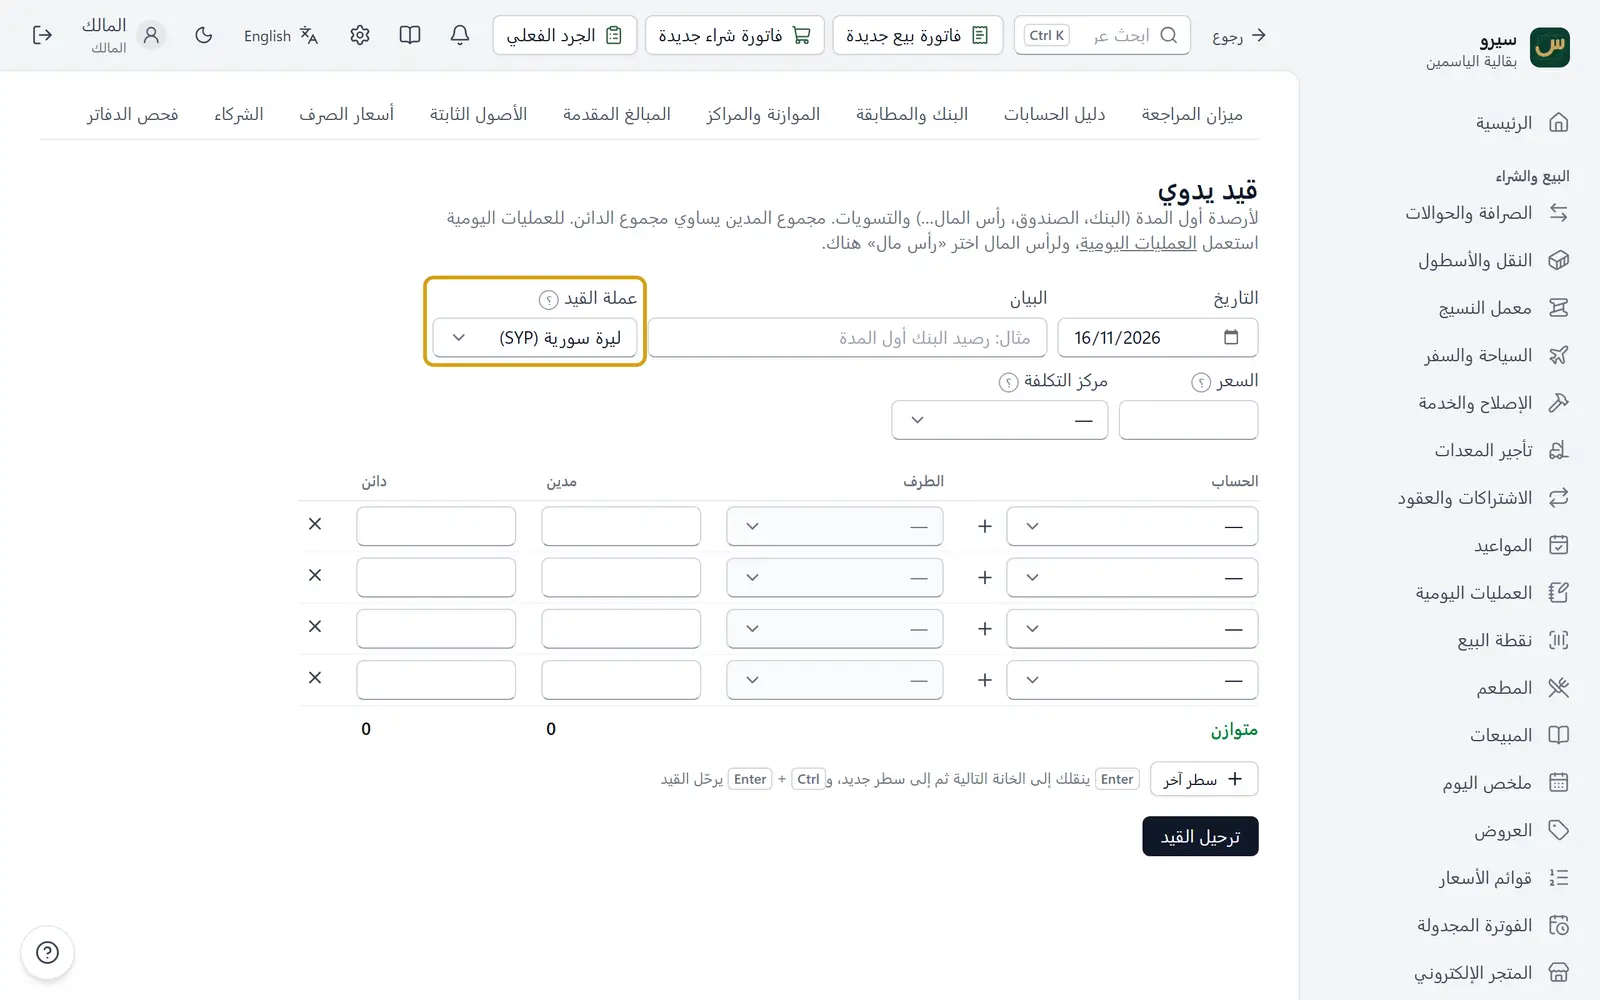 سيرو
بقالية الياسمين
رجوع
ابحث عر
Ctrl K
فاتورة بيع جديدة
فاتورة شراء جديدة
الجرد الفعلي
English
المالك
المالك
الرئيسية
البيع والشراء
الصرافة والحوالات
النقل والأسطول
معمل النسيج
السياحة والسفر
الإصلاح والخدمة
تأجير المعدات
الاشتراكات والعقود
المواعيد
العمليات اليومية
نقطة البيع
المطعم
المبيعات
ملخص اليوم
العروض
قوائم الأسعار
الفوترة المجدولة
المتجر الإلكتروني
ميزان المراجعة
دليل الحسابات
البنك والمطابقة
الموازنة والمراكز
المبالغ المقدمة
الأصول الثابتة
أسعار الصرف
الشركاء
فحص الدفاتر
قيد يدوي
لأرصدة أول المدة (البنك، الصندوق، رأس المال...) والتسويات. مجموع المدين يساوي مجموع الدائن. للعمليات اليومية
استعمل العمليات اليومية، ولرأس المال اختر «رأس مال» هناك.
التاريخ
البيان
عملة القيد ؟
16/11/2026
مثال: رصيد البنك أول المدة
ليرة سورية (SYP)
السعر ؟
مركز التكلفة ؟
—
الحساب
الطرف
مدين
دائن
— + —
— + —
— + —
— + —
متوازن
0
0
+ سطر آخر
Enter ينقلك إلى الخانة التالية ثم إلى سطر جديد، و Ctrl + Enter يرحّل القيد
ترحيل القيد